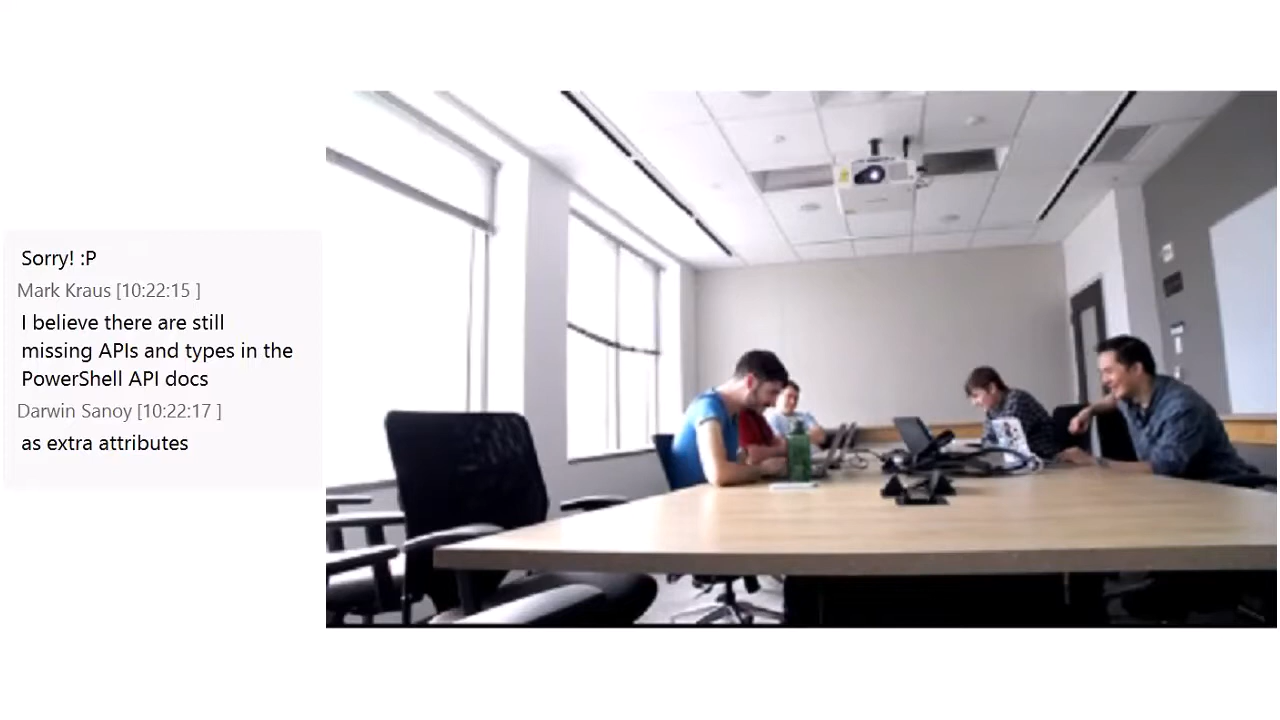 Sorry! :P
Mark Kraus [10:22:15 ]
I believe there are still
missing APIs and types in the
PowerShell API docs
Darwin Sanoy [10:22:17 ]
as extra attributes